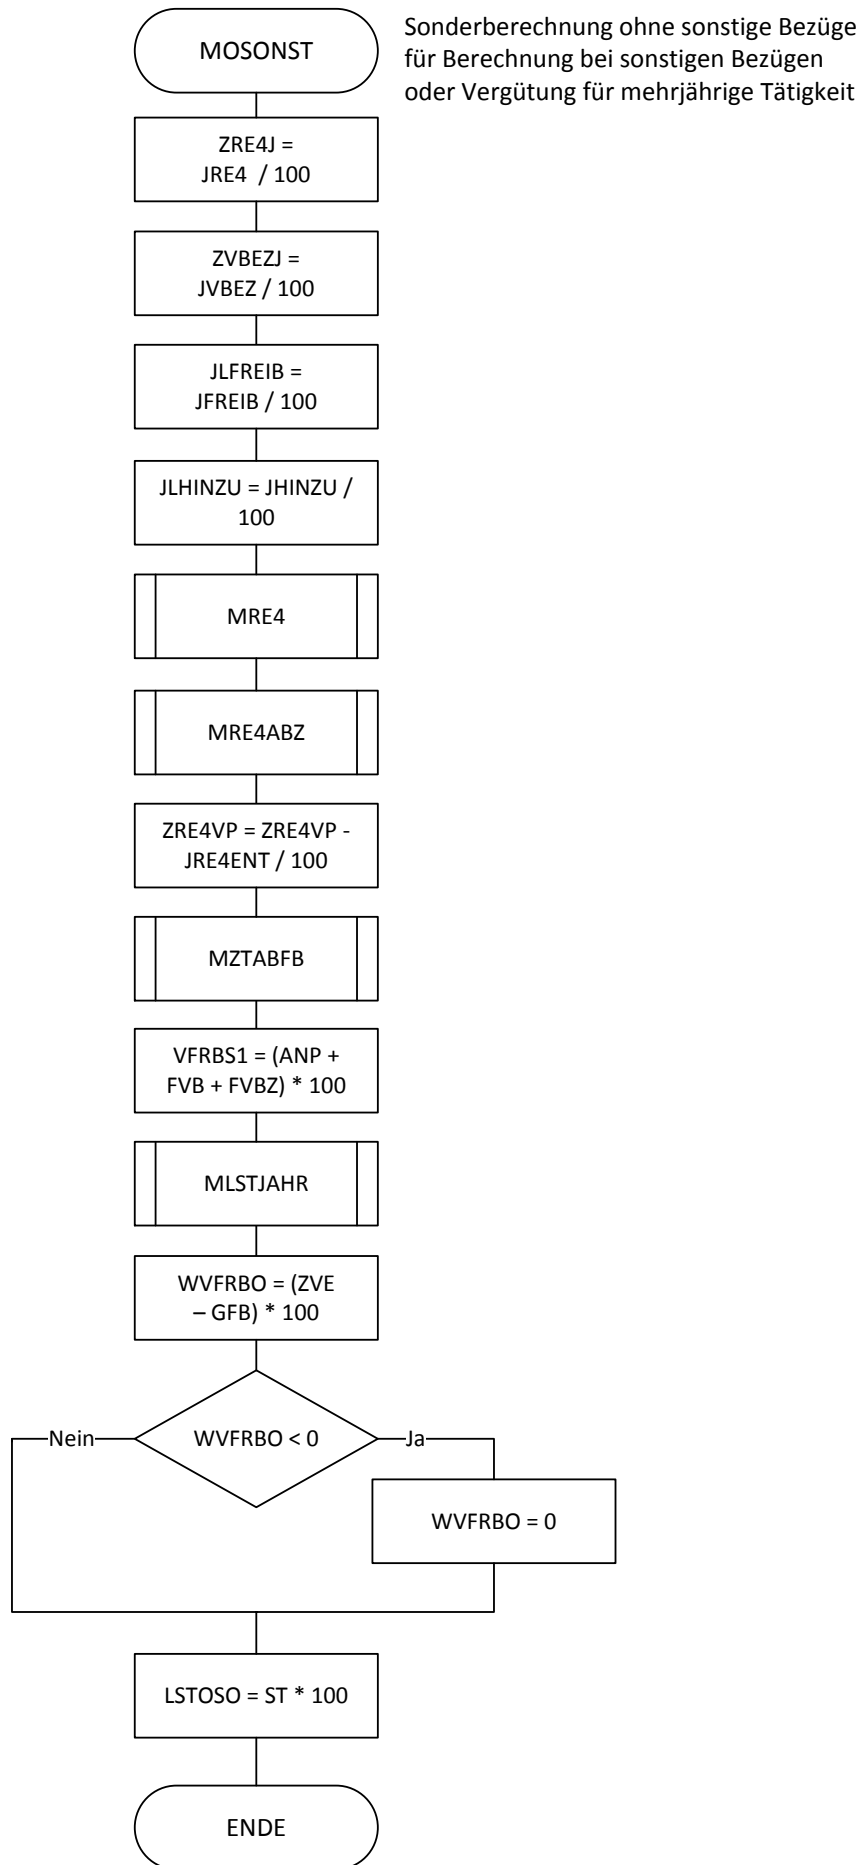 MOSONST
Sonderberechnung ohne sonstige Bezüge
für Berechnung bei sonstigen Bezügen
oder Vergütung für mehrjährige Tätigkeit
ZRE4J =
JRE4 / 100
ZVBEZJ =
JVBEZ / 100
JLFREIB =
JFREIB / 100
JLHINZU = JHINZU /
100
MRE4
MRE4ABZ
ZRE4VP = ZRE4VP -
JRE4ENT / 100
MZTABFB
VFRBS1 = (ANP +
FVB + FVBZ) * 100
MLSTJAHR
WVFRBO = (ZVE
– GFB) * 100
Nein
WVFRBO < 0
Ja
WVFRBO = 0
LSTOSO = ST * 100
ENDE